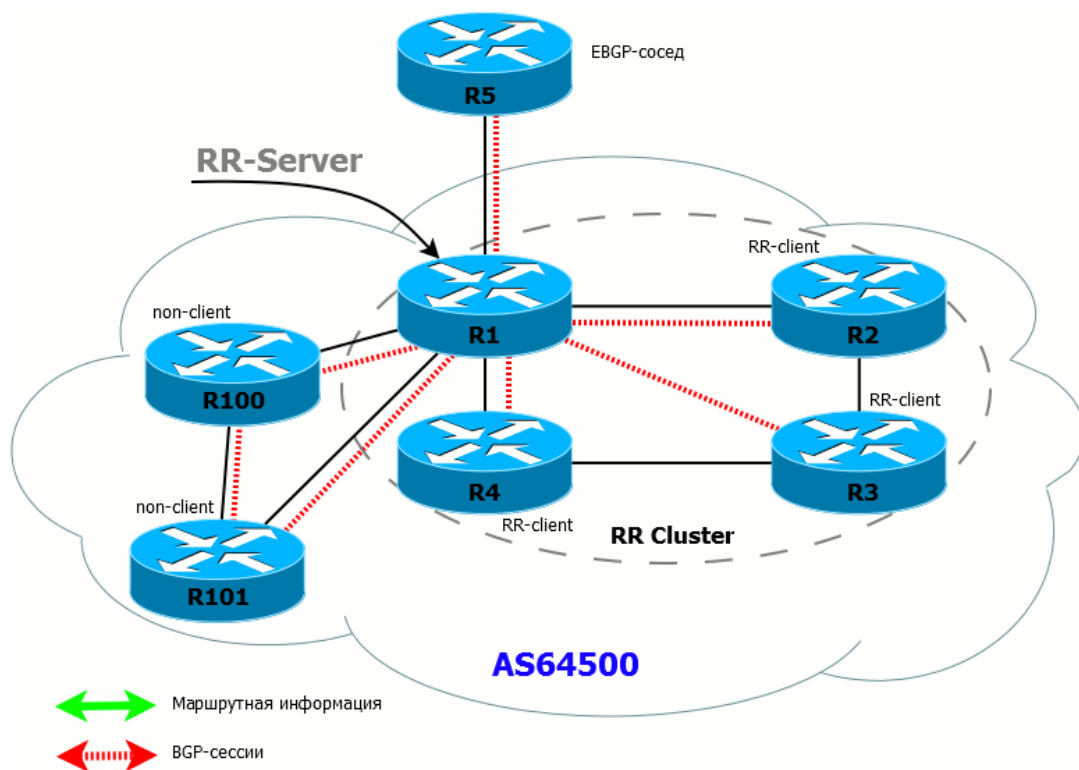 R5
EBGP-сосед
RR-Server
R1
RR-client
R2
non-client
R100
RR-client
R4
R3
non-client
RR-client
RR Cluster
R101
AS64500
Маршрутная информация
BGP-сессии